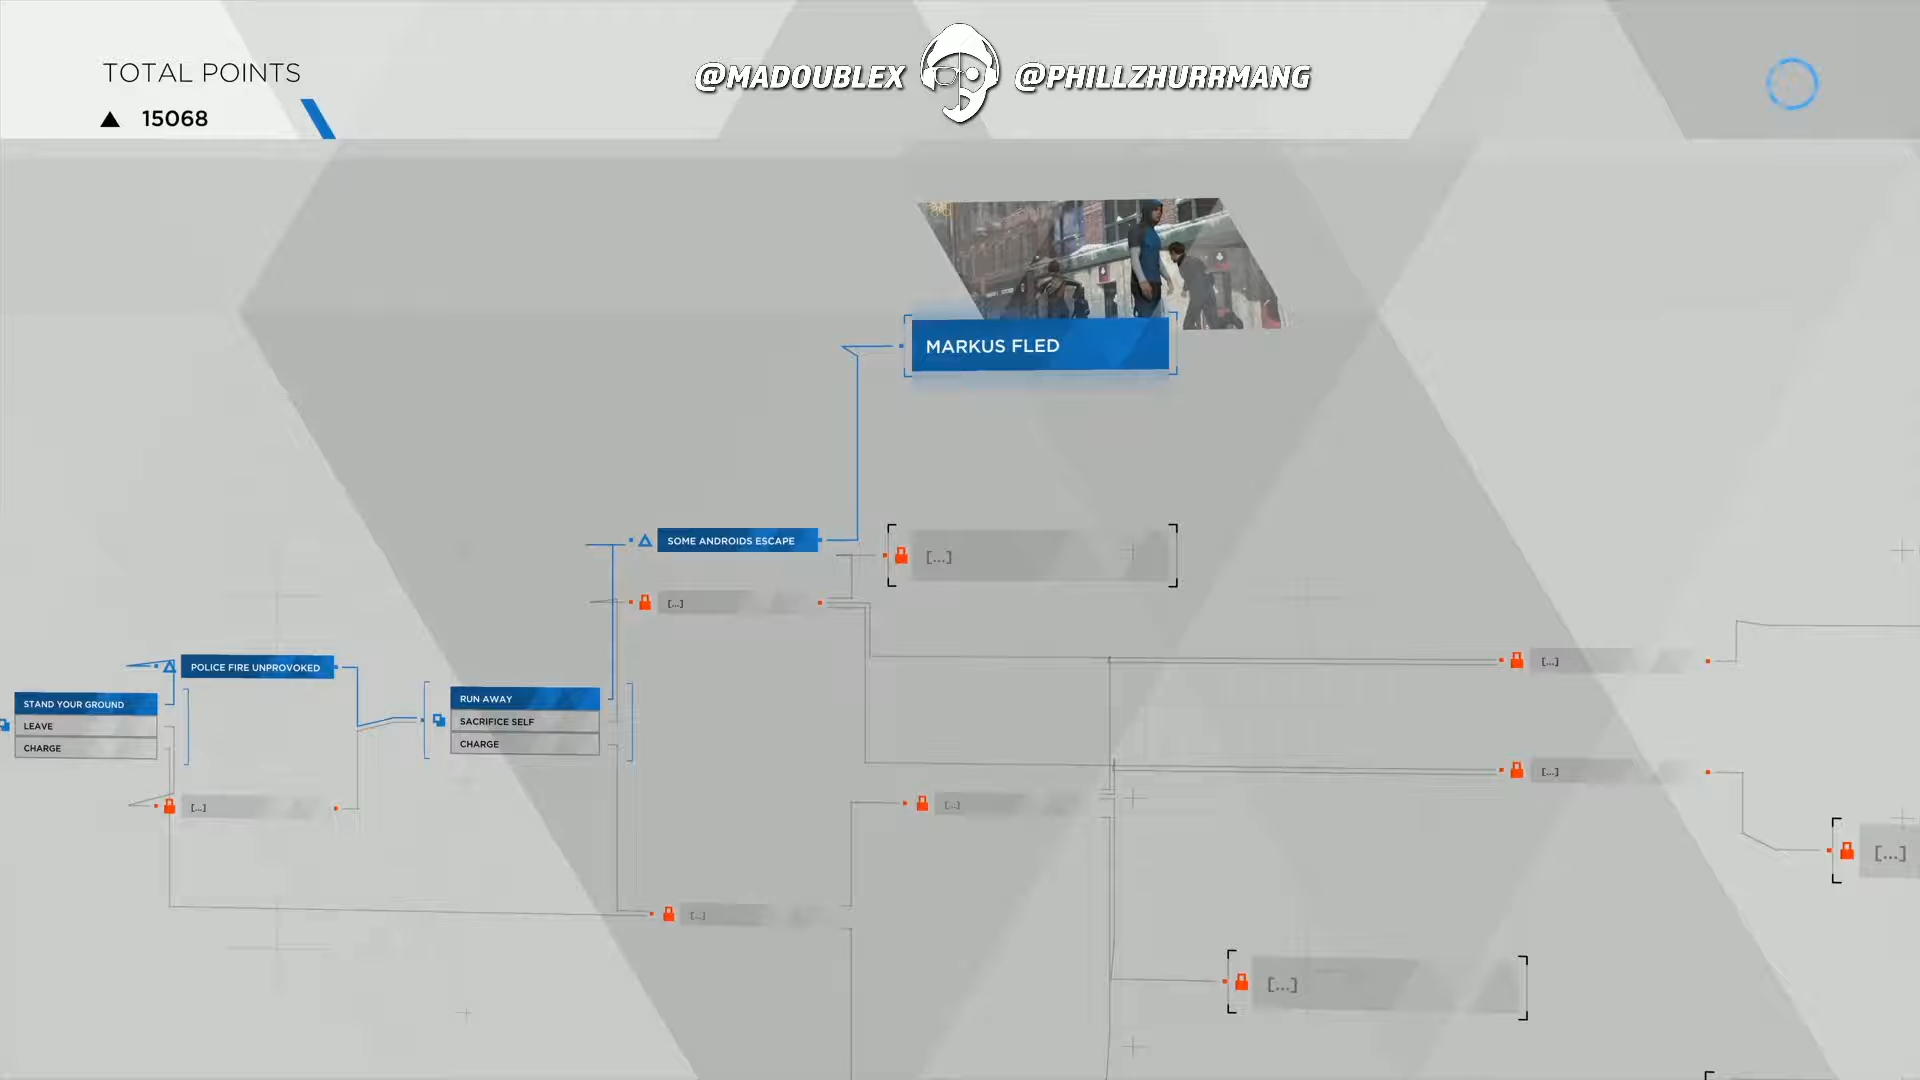 TOTAL POINTS
15068
@MADOUBLEX @PHILLZHURRMANG
MARKUS FLED
SOME ANDROIDS ESCAPE
[...]
[...]
POLICE FIRE UNPROVOKED
[...]
STAND YOUR GROUND
LEAVE
CHARGE
RUN AWAY
SACRIFICE SELF
CHARGE
[...]
[...]
[...]
[...]
[...]
[...]